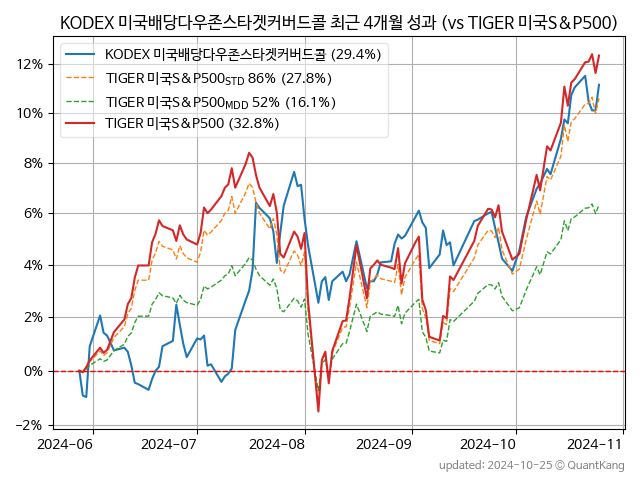 KODEX 미국배당다우존스타겟커버드콜 최근 4개월 성과 (vs TIGER 미국S&P500)
KODEX 미국배당다우존스타겟커버드콜 (29.4%)
TIGER 미국S&P500STD 86% (27.8%)
TIGER 미국S&P500MDD 52% (16.1%)
TIGER 미국S&P500 (32.8%)
12%
10%
8%
6%
4%
2%
0%
−2%
2024-06 2024-07 2024-08 2024-09 2024-10 2024-11
updated: 2024-10-25 © QuantKang